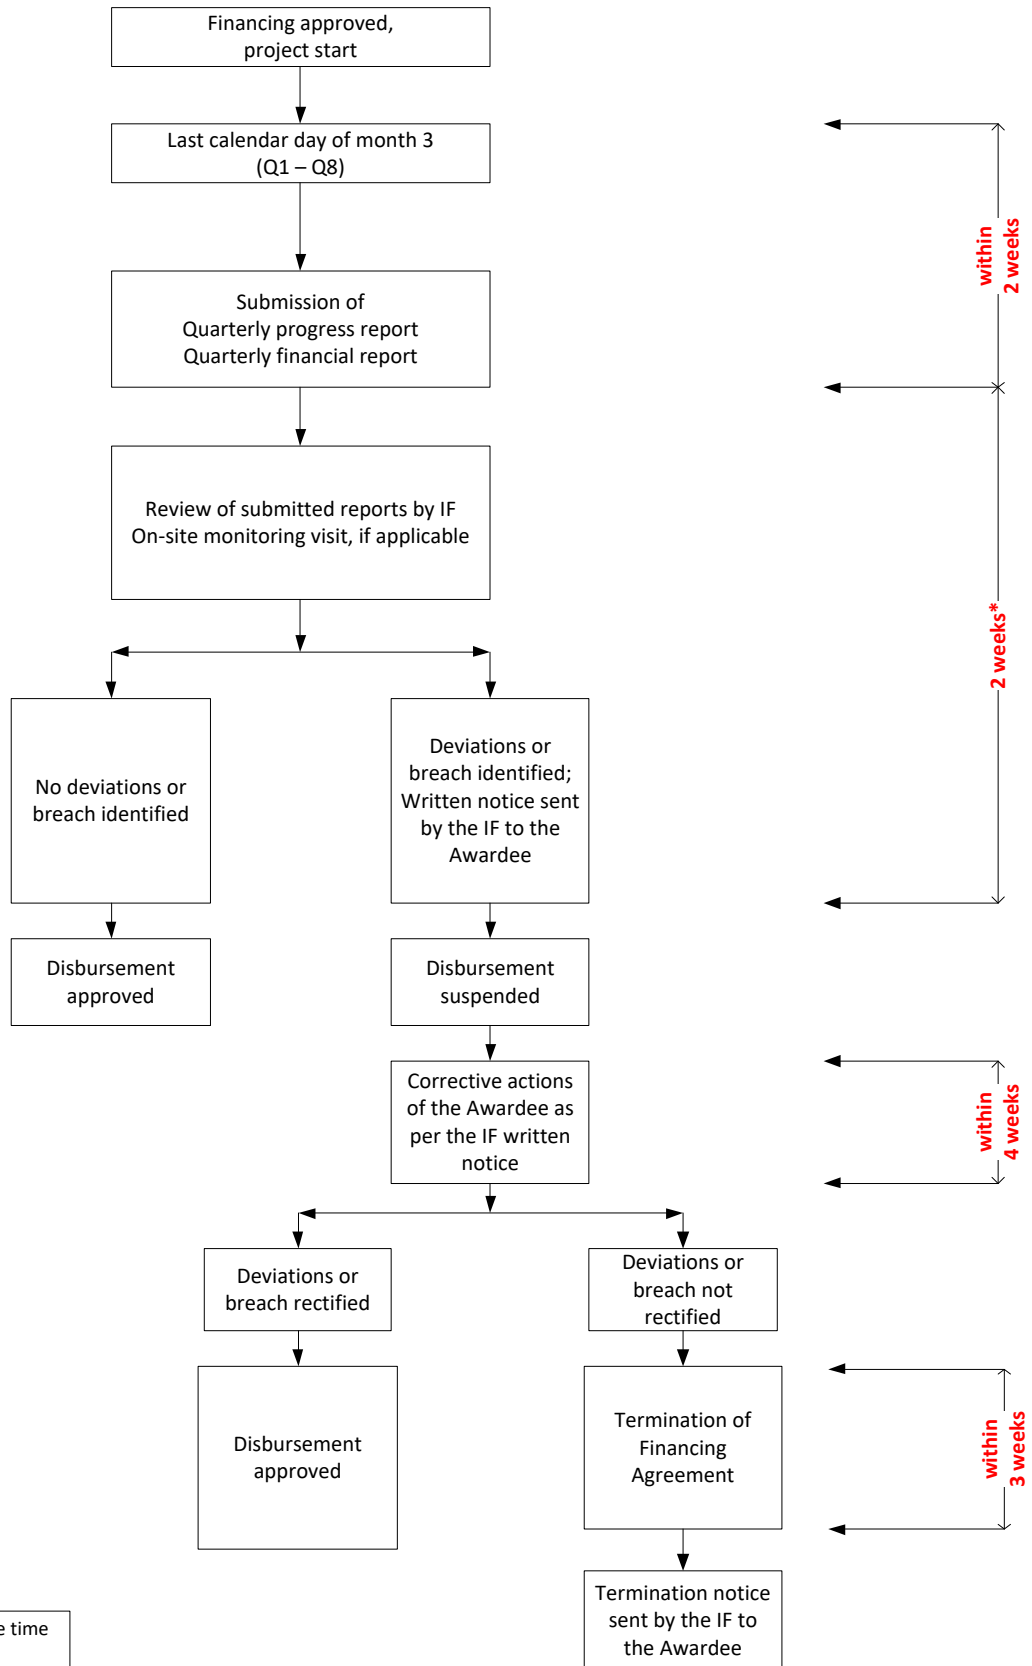 Financing approved,
project start
Last calendar day of month 3
(Q1 – Q8)
within
2 weeks
Submission of
Quarterly progress report
Quarterly financial report
Review of submitted reports by IF
On-site monitoring visit, if applicable
2 weeks*
No deviations or
breach identified
Deviations or
breach identified;
Written notice sent
by the IF to the
Awardee
Disbursement
approved
Disbursement
suspended
Corrective actions
of the Awardee as
per the IF written
notice
within
4 weeks
Deviations or
breach rectified
Deviations or
breach not
rectified
Disbursement
approved
Termination of
Financing
Agreement
within
3 weeks
Termination notice
sent by the IF to
the Awardee
time